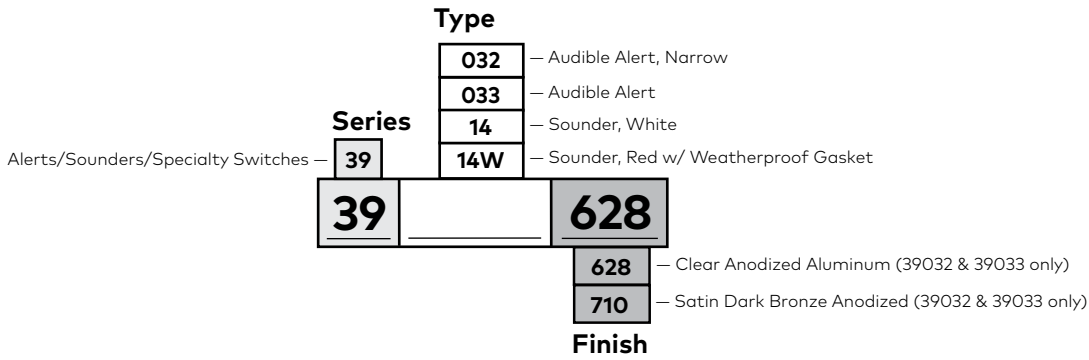 Type
032 — Audible Alert, Narrow
033 — Audible Alert
Series
14 — Sounder, White
Alerts/Sounders/Specialty Switches — 39
14W — Sounder, Red w/ Weatherproof Gasket
39 628
628 — Clear Anodized Aluminum (39032 & 39033 only)
710 — Satin Dark Bronze Anodized (39032 & 39033 only)
Finish